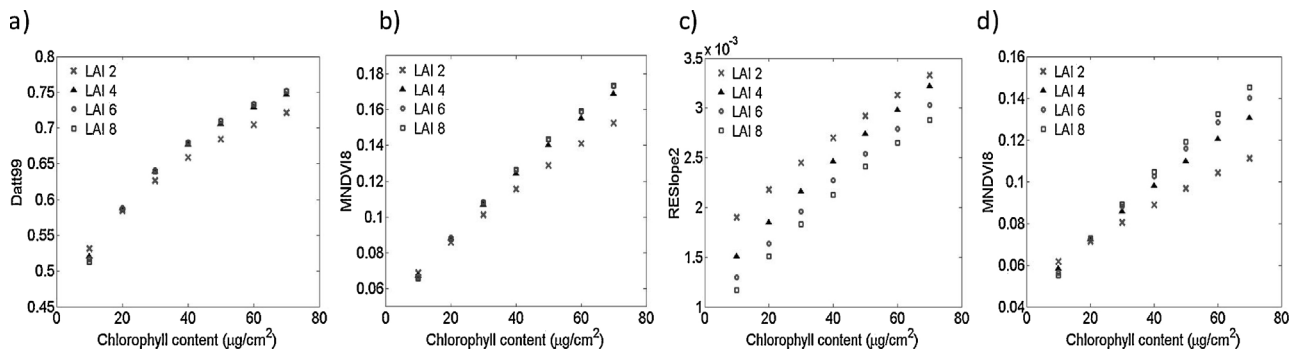 a)
0.8
0.75
0.7
0.65
0.6
0.55
0.5
0.45
Datt99
× LAI 2
▲ LAI 4
○ LAI 6
□ LAI 8
0 20 40 60 80
Chlorophyll content (μg/cm²)
b)
0.18
0.16
0.14
0.12
0.1
0.08
0.06
MNDVI8
× LAI 2
▲ LAI 4
○ LAI 6
□ LAI 8
0 20 40 60 80
Chlorophyll content (μg/cm²)
c)
× 10⁻³
3.5
3
2.5
2
1.5
1
RESlope2
× LAI 2
▲ LAI 4
○ LAI 6
□ LAI 8
0 20 40 60 80
Chlorophyll content (μg/cm²)
d)
0.16
0.14
0.12
0.1
0.08
0.06
0.04
MNDVI8
× LAI 2
▲ LAI 4
○ LAI 6
□ LAI 8
0 20 40 60 80
Chlorophyll content (μg/cm²)